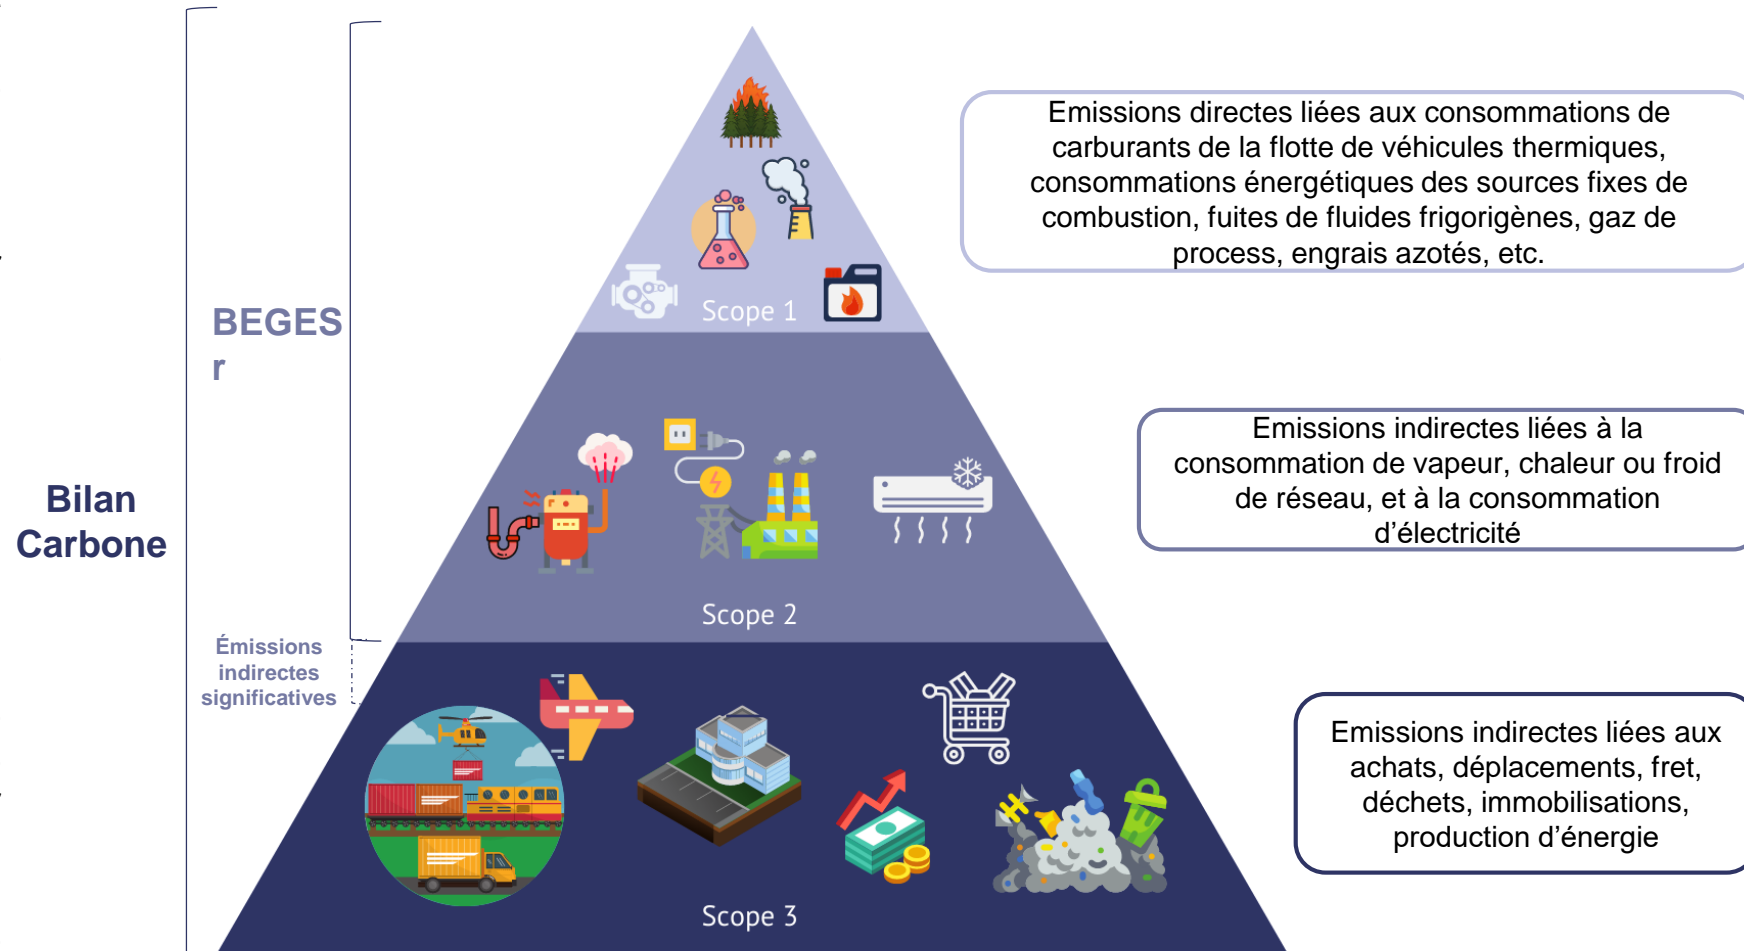 Emissions directes liées aux consommations de
carburants de la flotte de véhicules thermiques,
consommations énergétiques des sources fixes de
combustion, fuites de fluides frigorigènes, gaz de
process, engrais azotés, etc.
Scope 1
BEGES
r
Emissions indirectes liées à la
consommation de vapeur, chaleur ou froid
de réseau, et à la consommation
d’électricité
Bilan
Carbone
Scope 2
Émissions
indirectes
significatives
Emissions indirectes liées aux
achats, déplacements, fret,
déchets, immobilisations,
production d’énergie
Scope 3